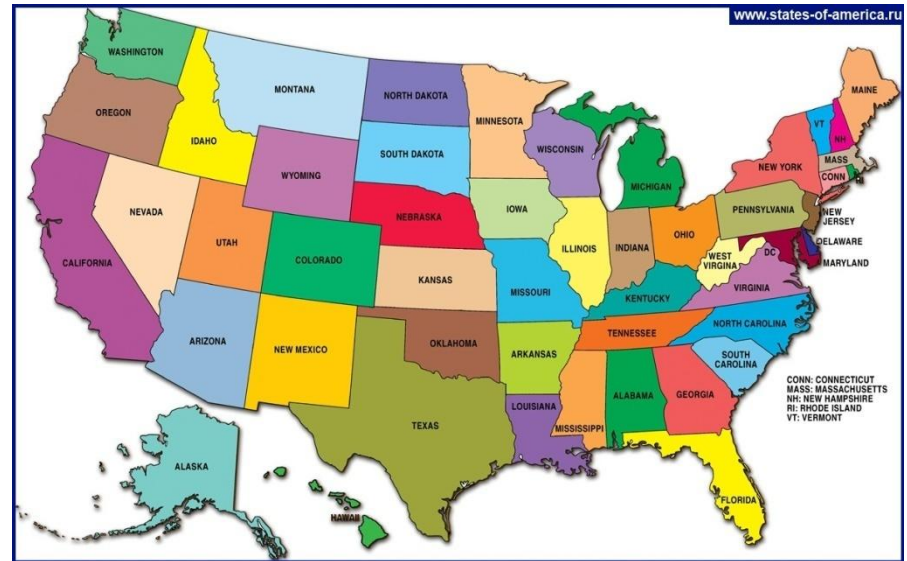 www.states-of-america.ru
WASHINGTON
MONTANA
NORTH DAKOTA
MINNESOTA
MAINE
OREGON
IDAHO
SOUTH DAKOTA
WISCONSIN
MICHIGAN
VT
NH
NEW YORK
MASS
CONN
RI
WYOMING
NEVADA
UTAH
COLORADO
NEBRASKA
IOWA
ILLINOIS
INDIANA
OHIO
PENNSYLVANIA
NEW
JERSEY
DELAWARE
MARYLAND
DC
WEST
VIRGINA
VIRGINIA
CALIFORNIA
KANSAS
MISSOURI
KENTUCKY
ARIZONA
NEW MEXICO
OKLAHOMA
ARKANSAS
TENNESSEE
NORTH CAROLINA
SOUTH
CAROLINA
TEXAS
LOUISIANA
MISSISSIPPI
ALABAMA
GEORGIA
FLORIDA
ALASKA
HAWAII
CONN: CONNECTICUT
MASS: MASSACHUSETTS
NH: NEW HAMPSHIRE
RI: RHODE ISLAND
VT: VERMONT